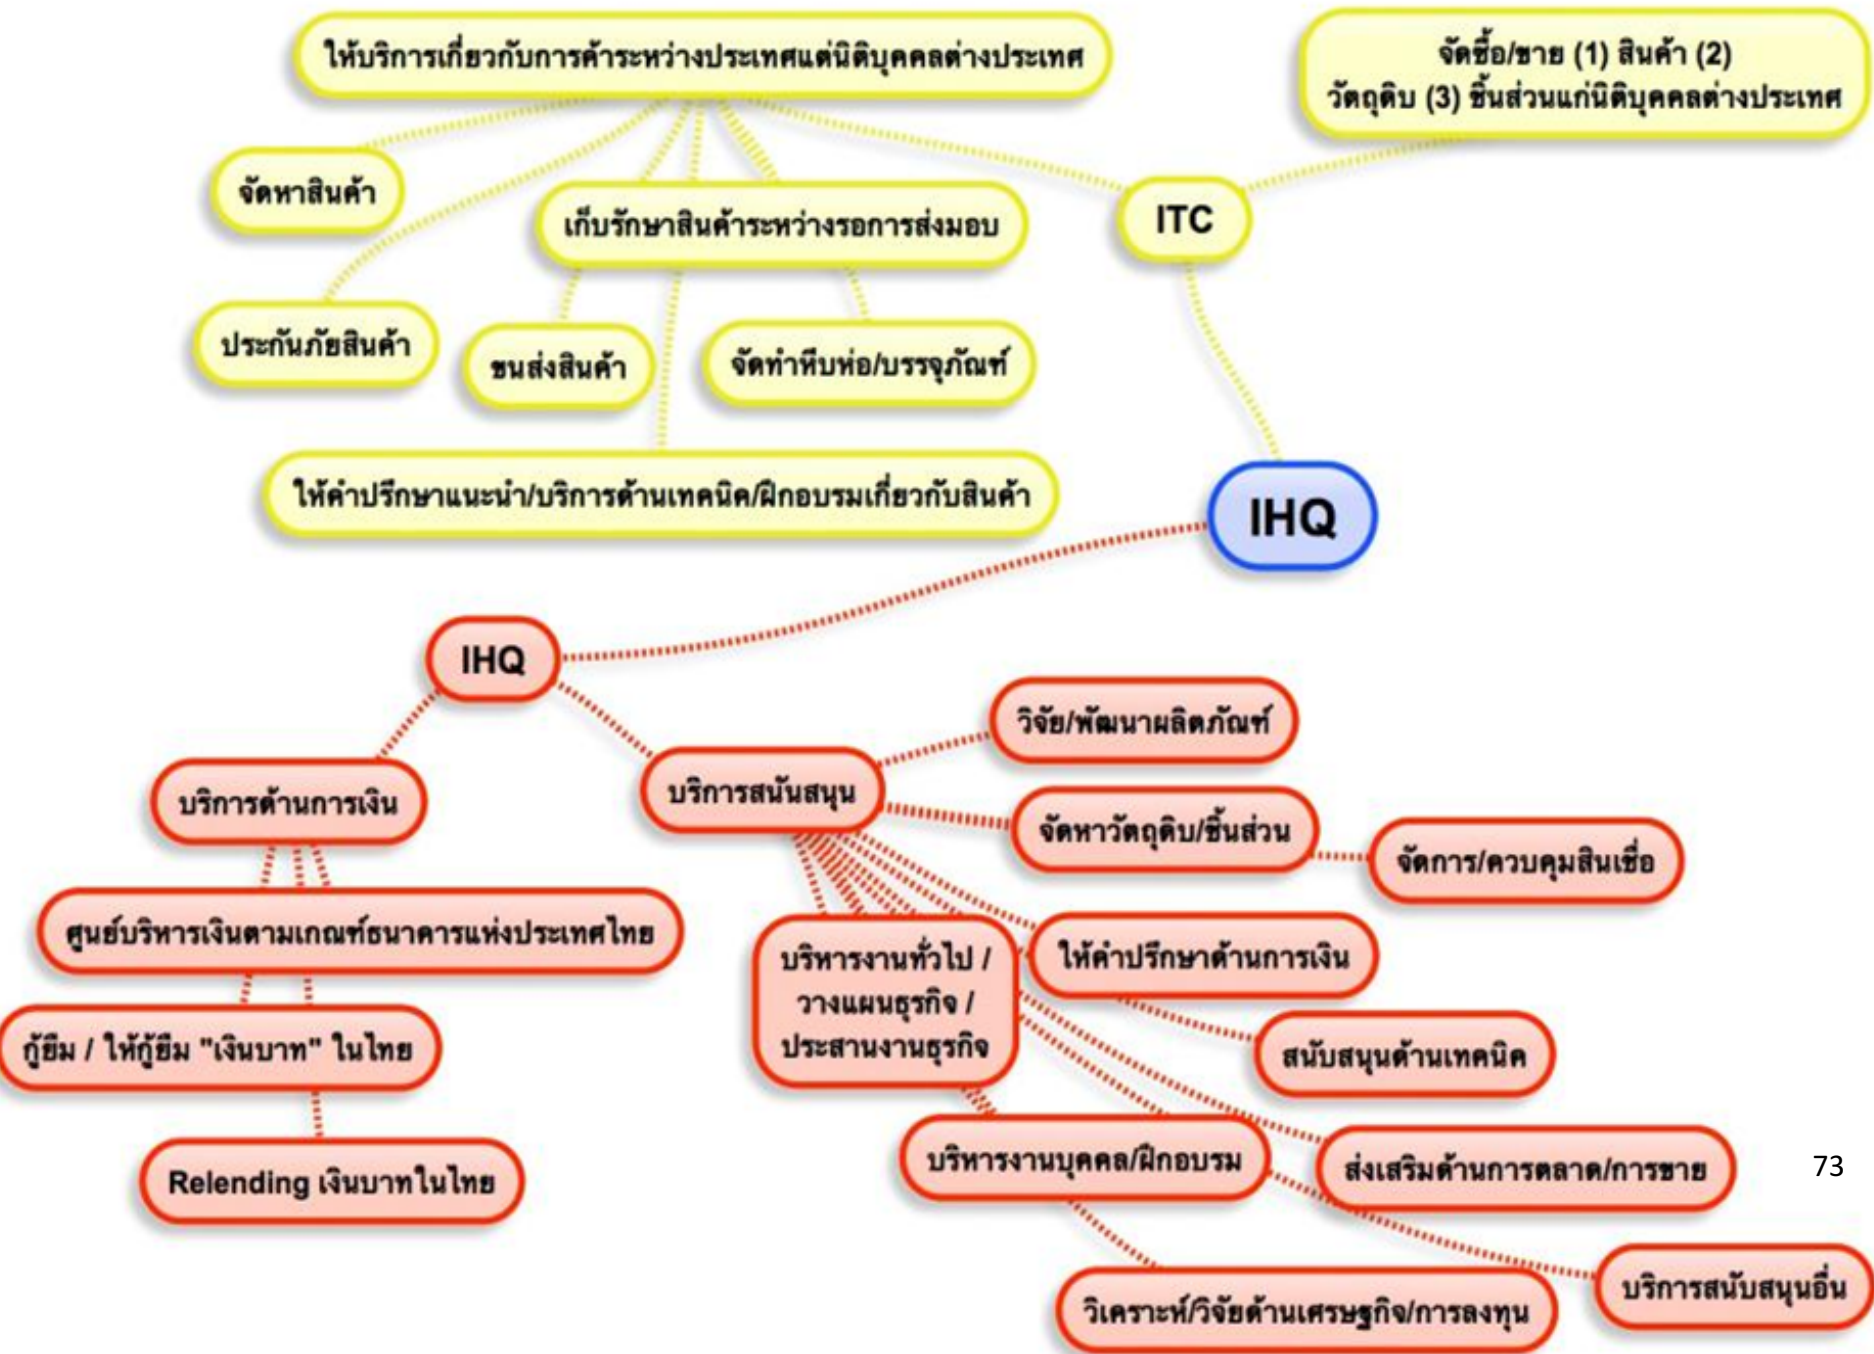 ให้บริการเกี่ยวกับการค้าระหว่างประเทศแต่นิติบุคคลต่างประเทศ
จัดซื้อ/ขาย (1) สินค้า (2)
วัตถุดิบ (3) ชิ้นส่วนแก่นิติบุคคลต่างประเทศ
จัดหาสินค้า
เก็บรักษาสินค้าระหว่างรอการส่งมอบ
ITC
ประกันภัยสินค้า
ขนส่งสินค้า
จัดทำหีบห่อ/บรรจุภัณฑ์
ให้คำปรึกษาแนะนำ/บริการด้านเทคนิค/ฝึกอบรมเกี่ยวกับสินค้า
IHQ
IHQ
บริการด้านการเงิน
บริการสนันสนุน
วิจัย/พัฒนาผลิตภัณฑ์
จัดหาวัตถุดิบ/ชิ้นส่วน
จัดการ/ควบคุมสินเชื่อ
ศูนย์บริหารเงินตามเกณฑ์ธนาคารแห่งประเทศไทย
บริหารงานทั่วไป /
วางแผนธุรกิจ /
ประสานงานธุรกิจ
ให้คำปรึกษาด้านการเงิน
กู้ยืม / ให้กู้ยืม "เงินบาท" ในไทย
สนับสนุนด้านเทคนิค
Relending เงินบาทในไทย
บริหารงานบุคคล/ฝึกอบรม
ส่งเสริมด้านการตลาด/การขาย
73
วิเคราะห์/วิจัยด้านเศรษฐกิจ/การลงทุน
บริการสนับสนุนอื่น